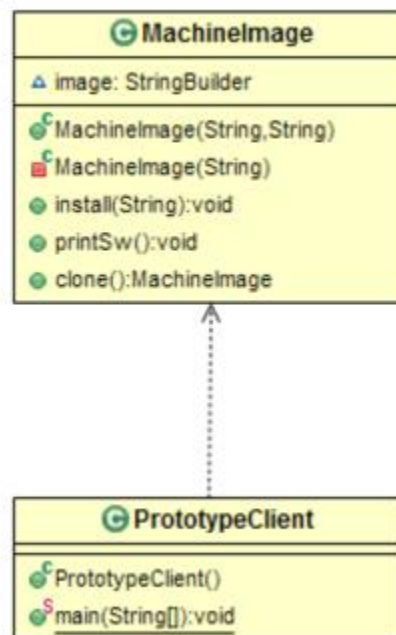 MachineImage
image: StringBuilder
MachineImage(String,String)
MachineImage(String)
install(String):void
printSw():void
clone():MachineImage
PrototypeClient
PrototypeClient()
main(String[]):void